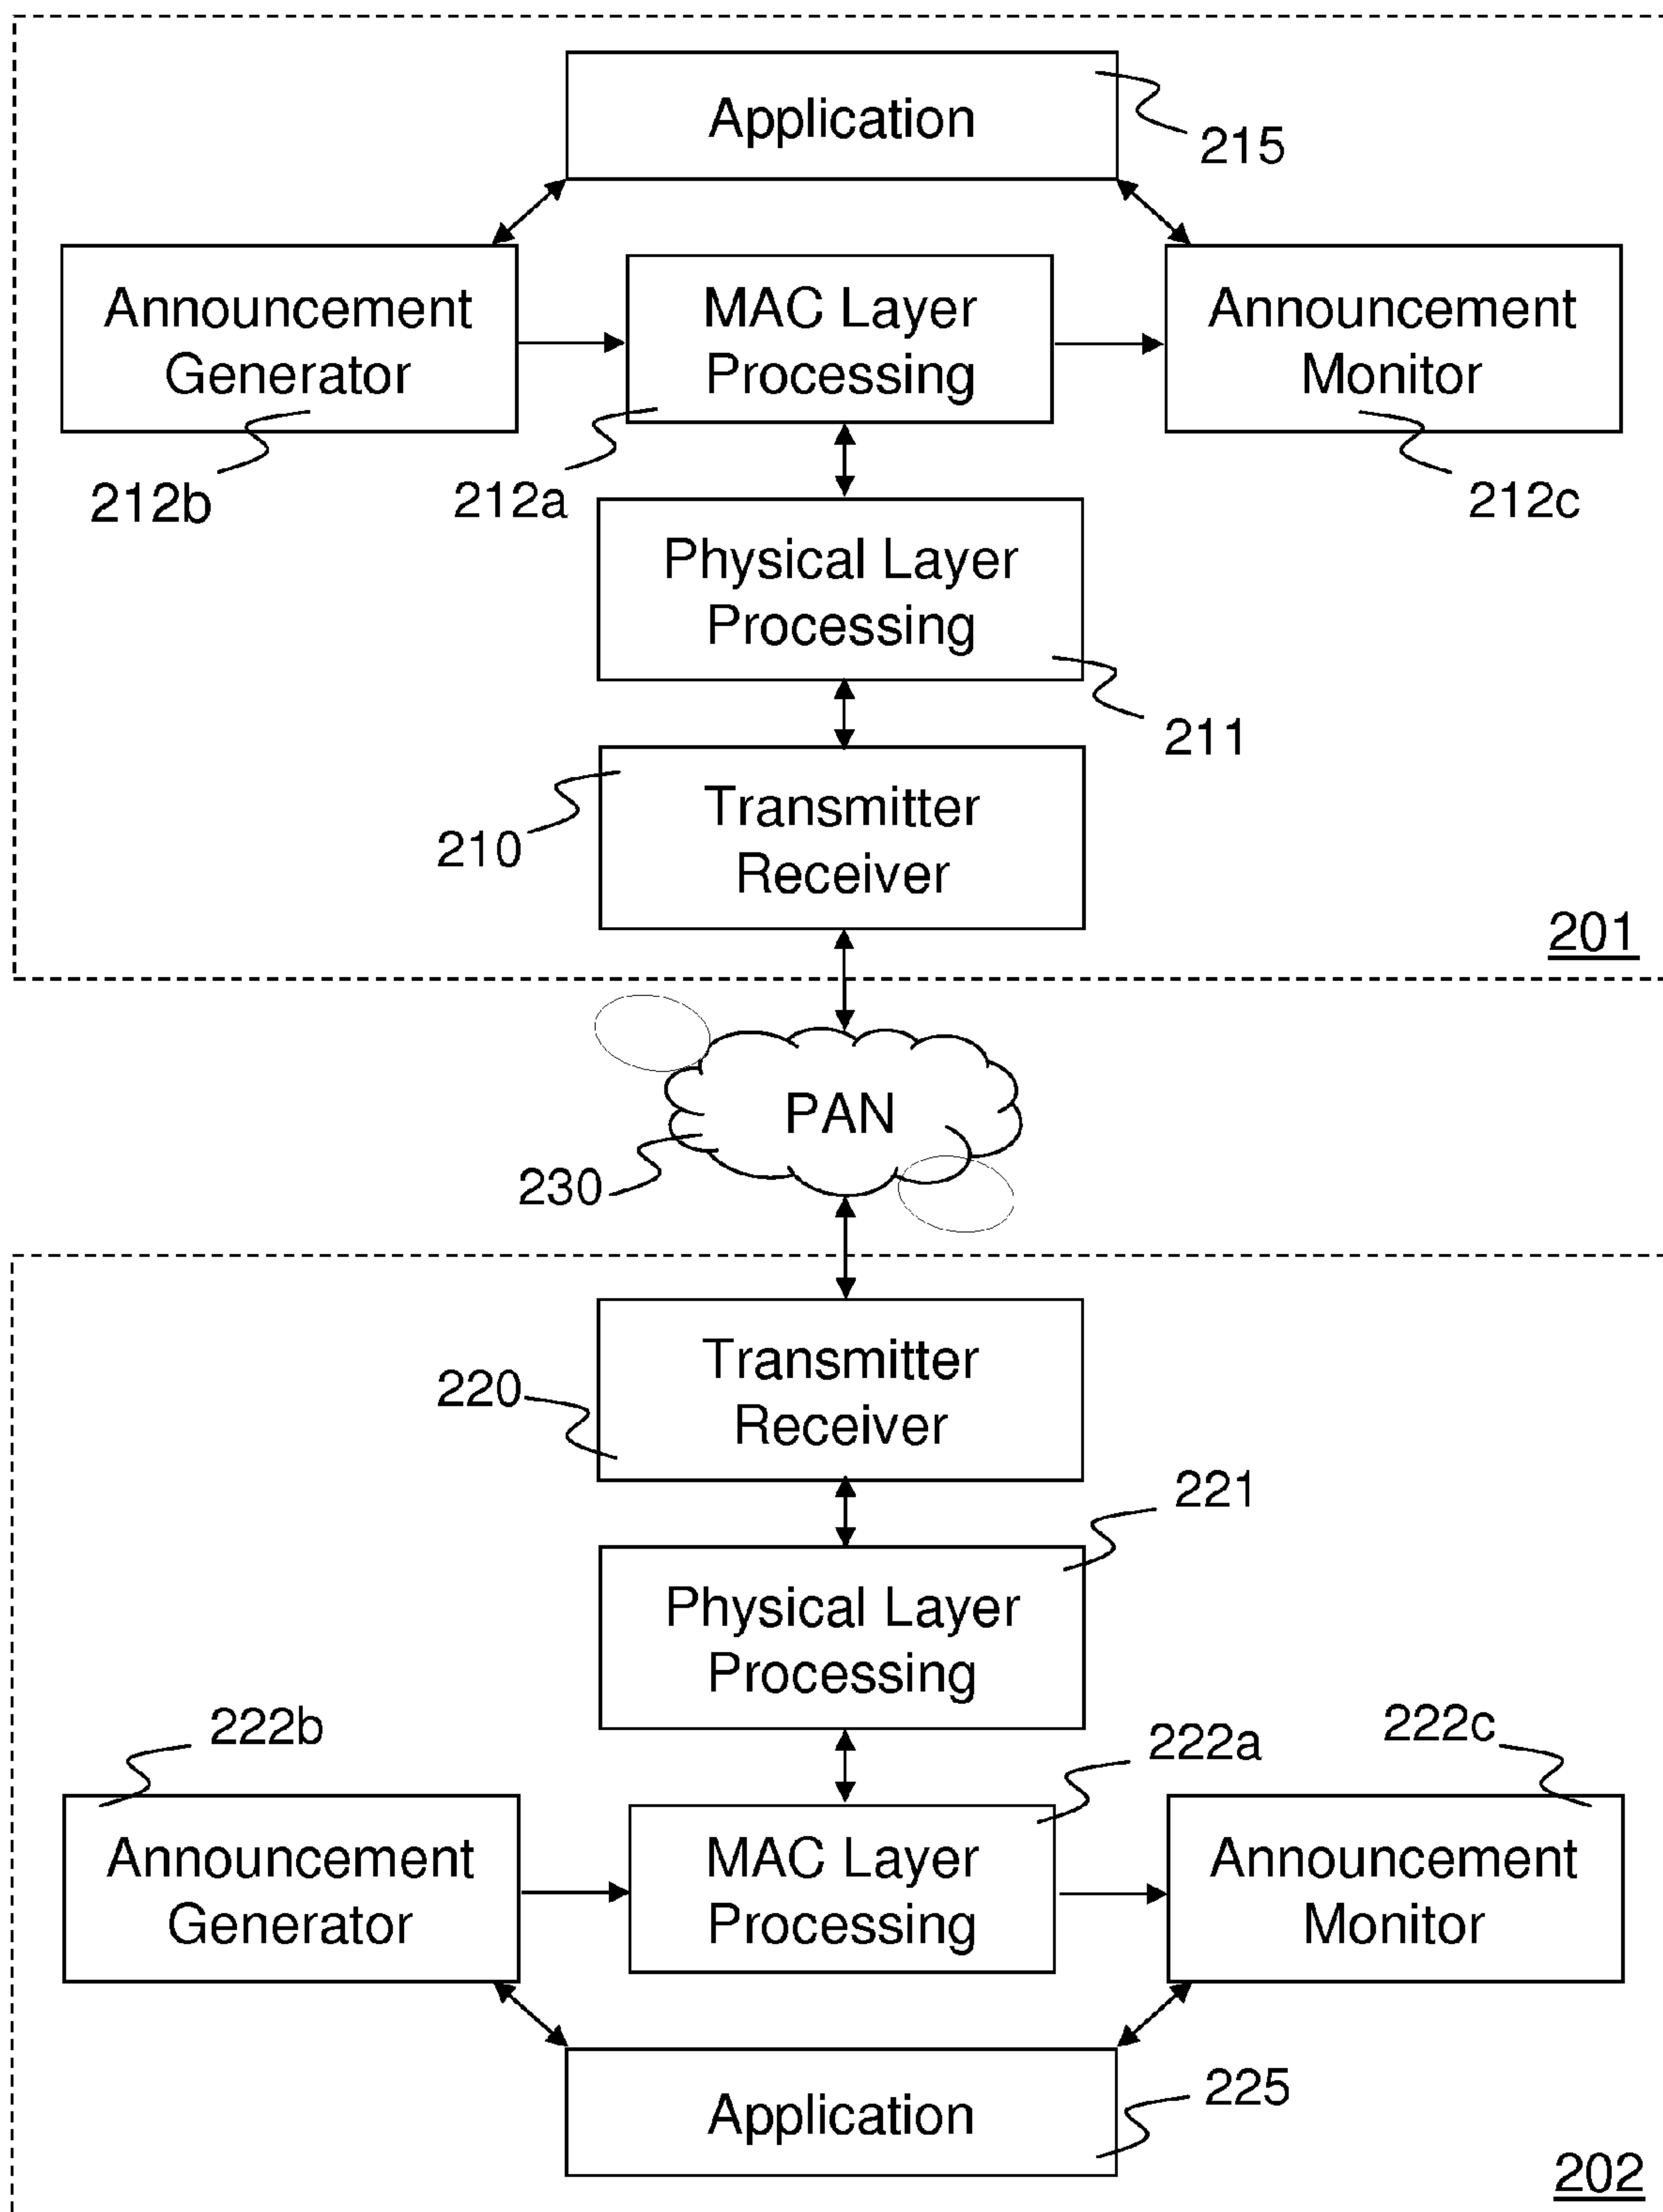 Application
215
Announcement
Generator
MAC Layer
Processing
Announcement
Monitor
212b
212a
212c
Physical Layer
Processing
211
Transmitter
Receiver
210
201
PAN
230
Transmitter
Receiver
220
221
Physical Layer
Processing
222b
222a
222c
Announcement
Generator
MAC Layer
Processing
Announcement
Monitor
Application
225
202